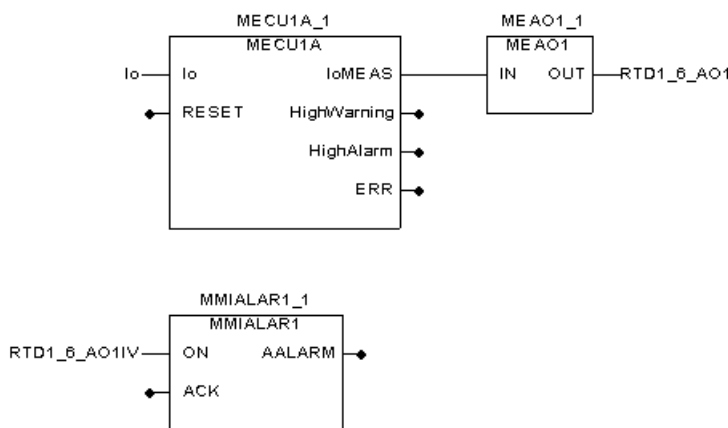 MECU1A_1 MEAO1_1
MECU1A MEAO1
Io Io IoMEAS IN OUT RTD1_6_AO1
RESET HighWarning
HighAlarm
ERR
MMIALAR1_1
MMIALAR1
RTD1_6_AO1IV ON AALARM
ACK